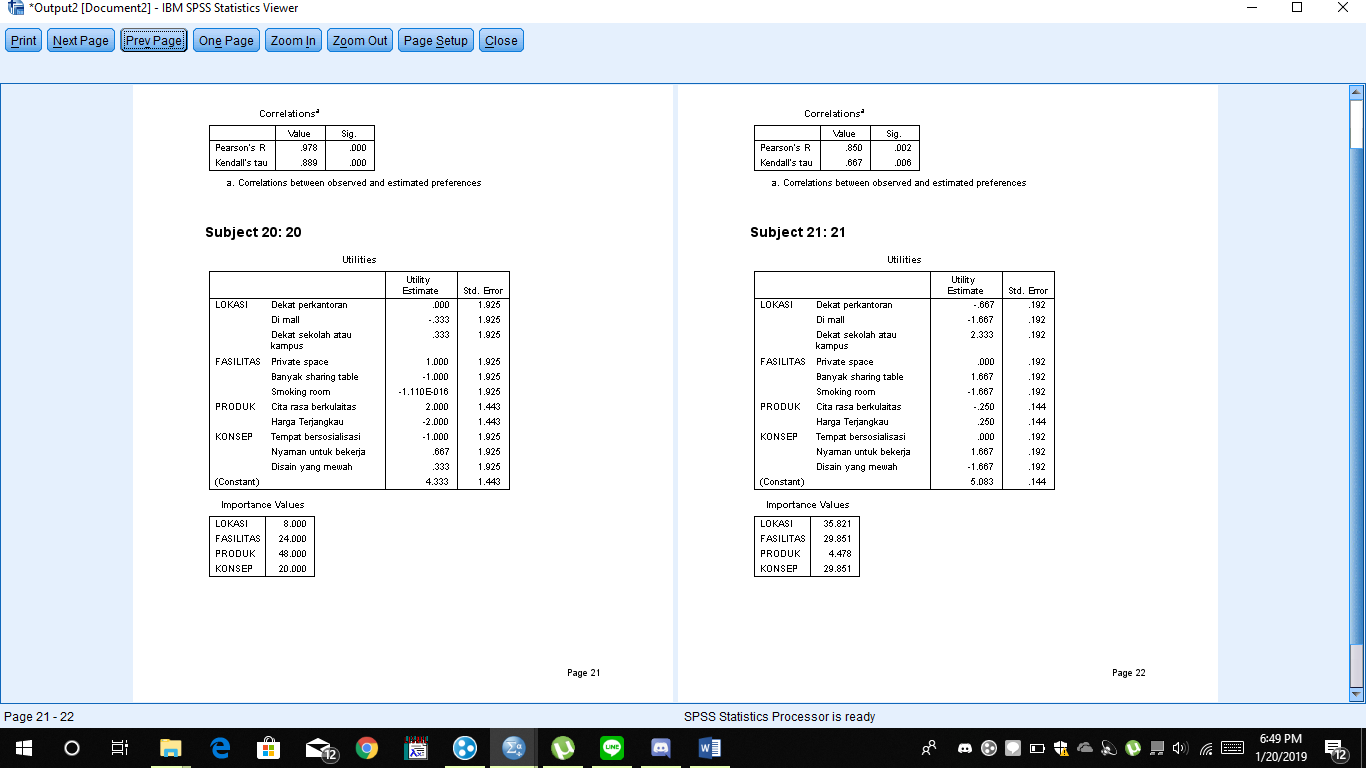 *Output2 [Document2] - IBM SPSS Statistics Viewer
Print Next Page Prev Page One Page Zoom In Zoom Out Page Setup Close
Correlationsª
Value Sig.
Pearson's R .978 .000
Kendall's tau .889 .000
a. Correlations between observed and estimated preferences
Subject 20: 20
Utilities
Utility
Estimate Std. Error
LOKASI Dekat perkantoran .000 1.925
Di mall -.333 1.925
Dekat sekolah atau .333 1.925
kampus
FASILITAS Private space 1.000 1.925
Banyak sharing table -1.000 1.925
Smoking room -1.110E-016 1.925
PRODUK Cita rasa berkulaitas 2.000 1.443
Harga Terjangkau -2.000 1.443
KONSEP Tempat bersosialisasi -1.000 1.925
Nyaman untuk bekerja .667 1.925
Disain yang mewah .333 1.925
(Constant) 4.333 1.443
Importance Values
LOKASI 8.000
FASILITAS 24.000
PRODUK 48.000
KONSEP 20.000
Page 21
Correlationsª
Value Sig.
Pearson's R .850 .002
Kendall's tau .667 .006
a. Correlations between observed and estimated preferences
Subject 21: 21
Utilities
Utility
Estimate Std. Error
LOKASI Dekat perkantoran -.667 .192
Di mall -1.667 .192
Dekat sekolah atau 2.333 .192
kampus
FASILITAS Private space .000 .192
Banyak sharing table 1.667 .192
Smoking room -1.667 .192
PRODUK Cita rasa berkulaitas -.250 .144
Harga Terjangkau .250 .144
KONSEP Tempat bersosialisasi .000 .192
Nyaman untuk bekerja 1.667 .192
Disain yang mewah -1.667 .192
(Constant) 5.083 .144
Importance Values
LOKASI 35.821
FASILITAS 29.851
PRODUK 4.478
KONSEP 29.851
Page 22
Page 21 - 22 SPSS Statistics Processor is ready
12
LINE
6:49 PM
1/20/2019
12